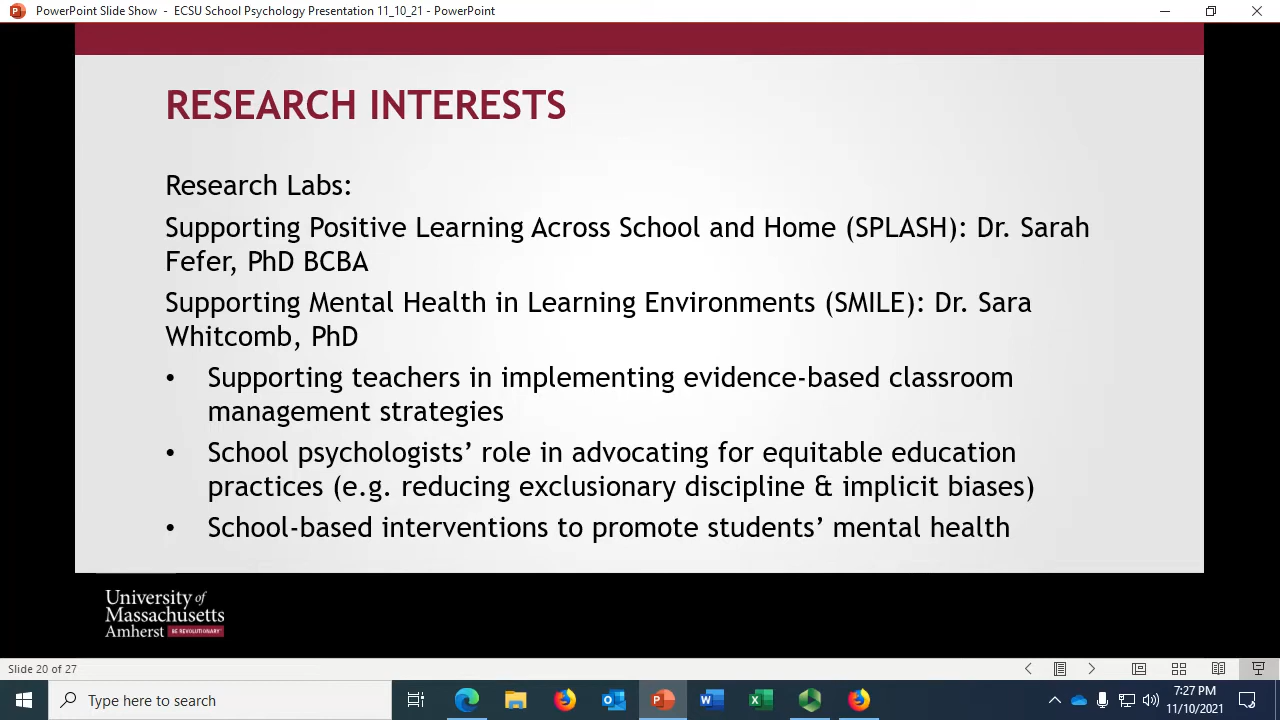 PowerPoint Slide Show - ECSU School Psychology Presentation 11_10_21 - PowerPoint
RESEARCH INTERESTS
Research Labs:
Supporting Positive Learning Across School and Home (SPLASH): Dr. Sarah
Fefer, PhD BCBA
Supporting Mental Health in Learning Environments (SMILE): Dr. Sara
Whitcomb, PhD
• Supporting teachers in implementing evidence-based classroom
management strategies
• School psychologists’ role in advocating for equitable education
practices (e.g. reducing exclusionary discipline & implicit biases)
• School-based interventions to promote students’ mental health
University of
Massachusetts
Amherst BE REVOLUTIONARY™
Slide 20 of 27
Type here to search
7:27 PM
11/10/2021